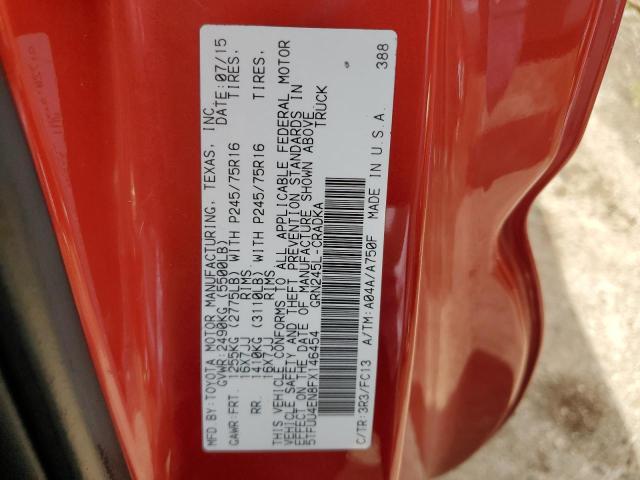 MFD.BY:TOYOTA MOTOR MANUFACTURING, TEXAS, INC.
GVWR:2490KG (5500LB) DATE:07/15
GAWR:FRT. 1255KG (2775LB) WITH P245/75R16 TIRES,
16X7JJ RIMS
RR. 1410KG (3110LB) WITH P245/75R16 TIRES,
16X7JJ RIMS
THIS VEHICLE CONFORMS TO ALL APPLICABLE FEDERAL MOTOR
VEHICLE SAFETY AND THEFT PREVENTION STANDARDS IN
EFFECT ON THE DATE OF MANUFACTURE SHOWN ABOVE
5TFUU4EN8FX146454 TRUCK
GRN245L-CRADKA 388
C/TR:3R3/FC13 A/TM:A04A/A750F MADE IN U.S.A.